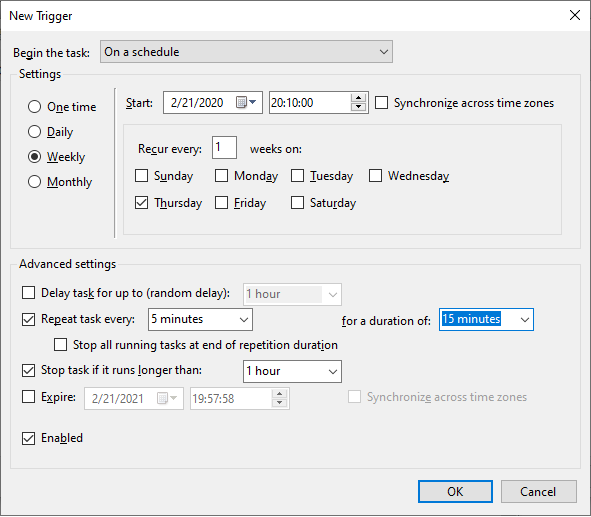 New Trigger
Begin the task: On a schedule
Settings
One time
Daily
Weekly
Monthly
Start: 2/21/2020 20:10:00 Synchronize across time zones
Recur every: 1 weeks on:
Sunday Monday Tuesday Wednesday
Thursday Friday Saturday
Advanced settings
Delay task for up to (random delay): 1 hour
Repeat task every: 5 minutes for a duration of: 15 minutes
Stop all running tasks at end of repetition duration
Stop task if it runs longer than: 1 hour
Expire: 2/21/2021 19:57:58 Synchronize across time zones
Enabled
OK Cancel